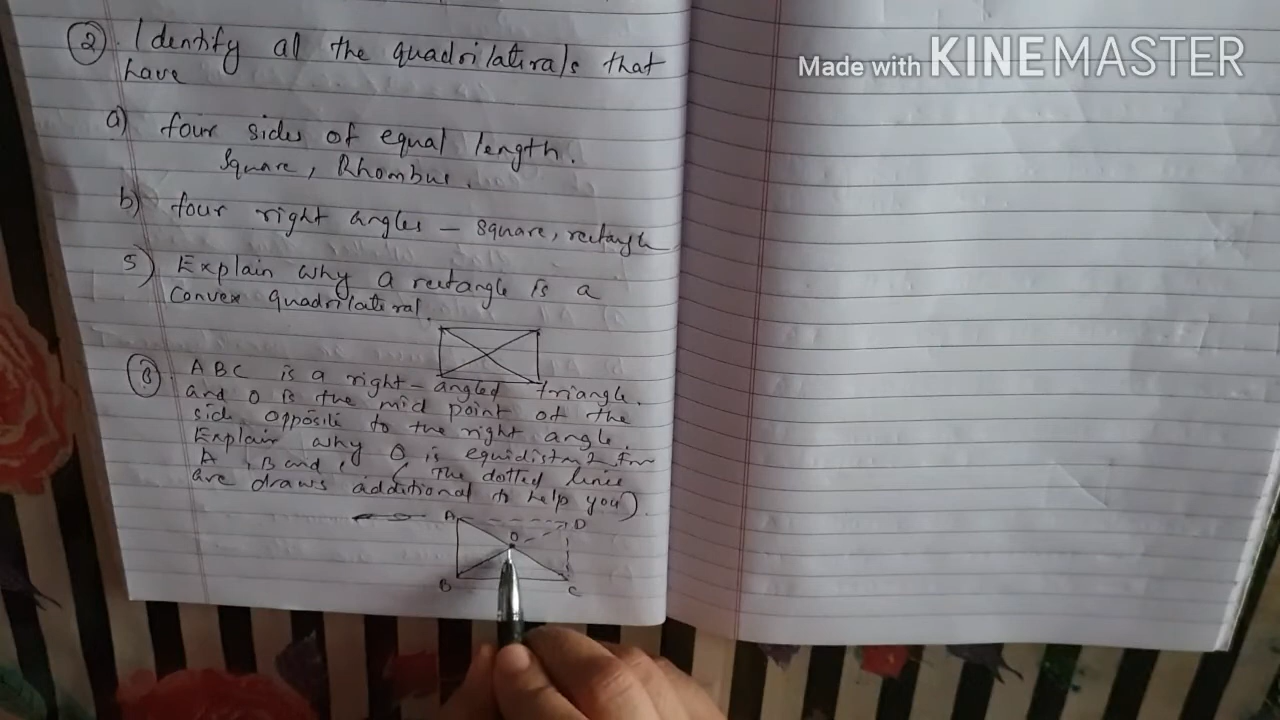 ② Identify all the quadrilaterals that
have
a) four sides of equal length.
Square, Rhombus.
b) four right angles – square, rectangle
5) Explain why a rectangle is a
convex quadrilateral.
⑧ ABC is a right-angled triangle.
and O is the mid point of the
side opposite to the right angle.
Explain why O is equidistant from
A, B and, C (The dotted lines
are draws additional to help you).
A D
O
B C
Made with KINEMASTER